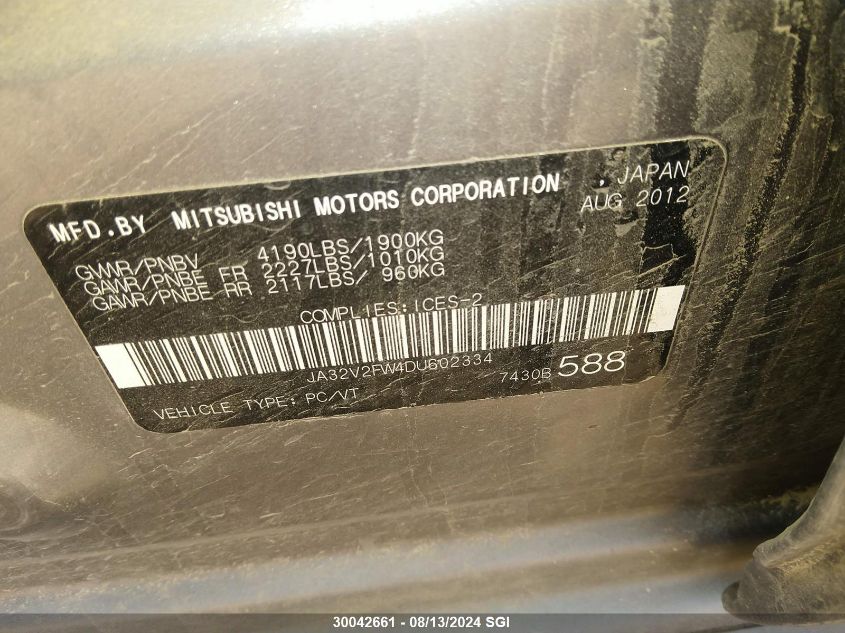 MFD.BY MITSUBISHI MOTORS CORPORATION , JAPAN
AUG 2012
GVWR/PNBV 4190LBS/1900KG
GAWR/PNBE FR 2227LBS/1010KG
GAWR/PNBE RR 2117LBS/ 960KG
COMPLIES:ICES-2
JA32V2FW4DU602334
7430B 588
VEHICLE TYPE: PC/VT
30042661 - 08/13/2024 SGI